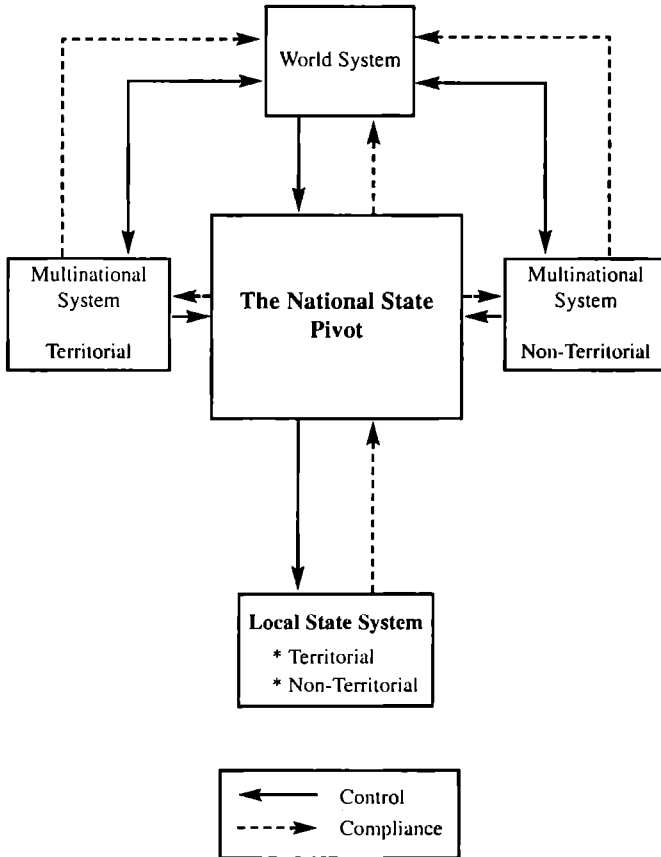 World System
Multinational
System
Territorial
The National State
Pivot
Multinational
System
Non-Territorial
Local State System
* Territorial
* Non-Territorial
Control
Compliance